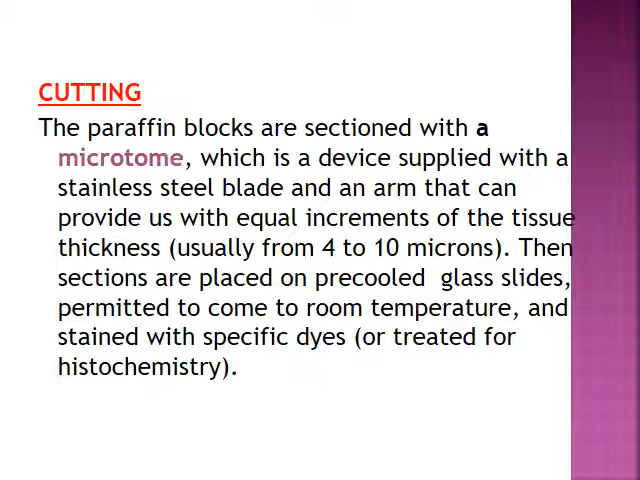 CUTTING
The paraffin blocks are sectioned with a
microtome, which is a device supplied with a
stainless steel blade and an arm that can
provide us with equal increments of the tissue
thickness (usually from 4 to 10 microns). Then
sections are placed on precooled  glass slides,
permitted to come to room temperature, and
stained with specific dyes (or treated for
histochemistry).